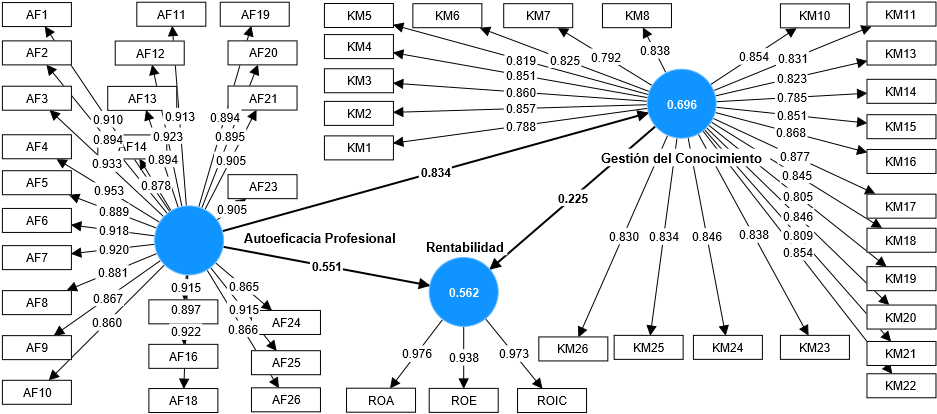 AF1
AF11
AF19
KM5
KM6
KM7
KM8
KM10
KM11
AF2
AF12
AF20
KM4
KM13
AF3
AF13
AF21
KM3
KM14
KM2
KM15
AF4
AF14
KM1
KM16
AF5
AF23
KM17
AF6
KM18
AF7
KM19
AF8
AF24
KM20
AF9
AF16
AF25
KM26
KM25
KM24
KM23
KM21
AF10
AF18
AF26
ROA
ROE
ROIC
KM22
0.910
0.894
0.933
0.953
0.889
0.918
0.920
0.881
0.867
0.860
0.913
0.923
0.894
0.878
0.894
0.895
0.905
0.905
0.915
0.897
0.922
0.865
0.915
0.866
Autoeficacia Profesional
0.834
0.551
0.225
0.819
0.825
0.792
0.838
0.851
0.860
0.857
0.788
0.854
0.831
0.823
0.785
0.851
0.868
0.877
0.845
0.805
0.846
0.809
0.854
0.696
Gestión del Conocimiento
0.830
0.834
0.846
0.838
Rentabilidad
0.562
0.976
0.938
0.973